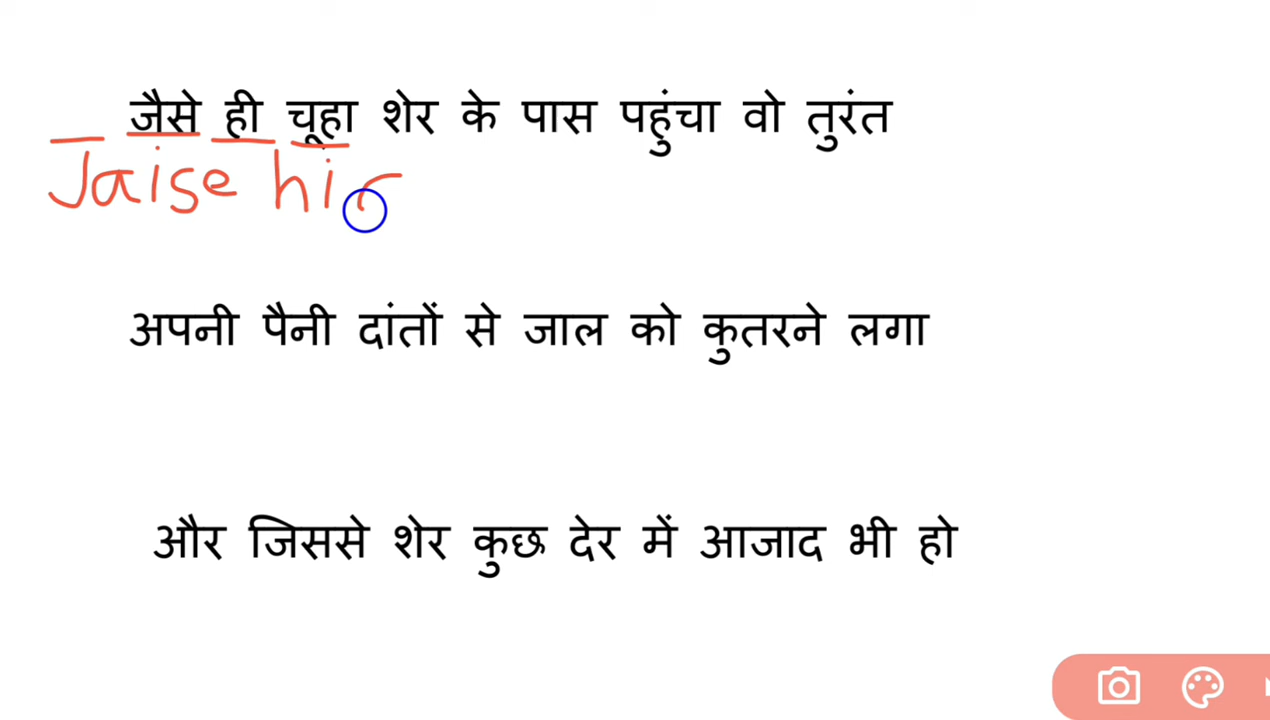 जैसे ही चूहा शेर के पास पहुंचा वो तुरंत
Jaise hi
अपनी पैनी दांतों से जाल को कुतरने लगा
और जिससे शेर कुछ देर में आजाद भी हो